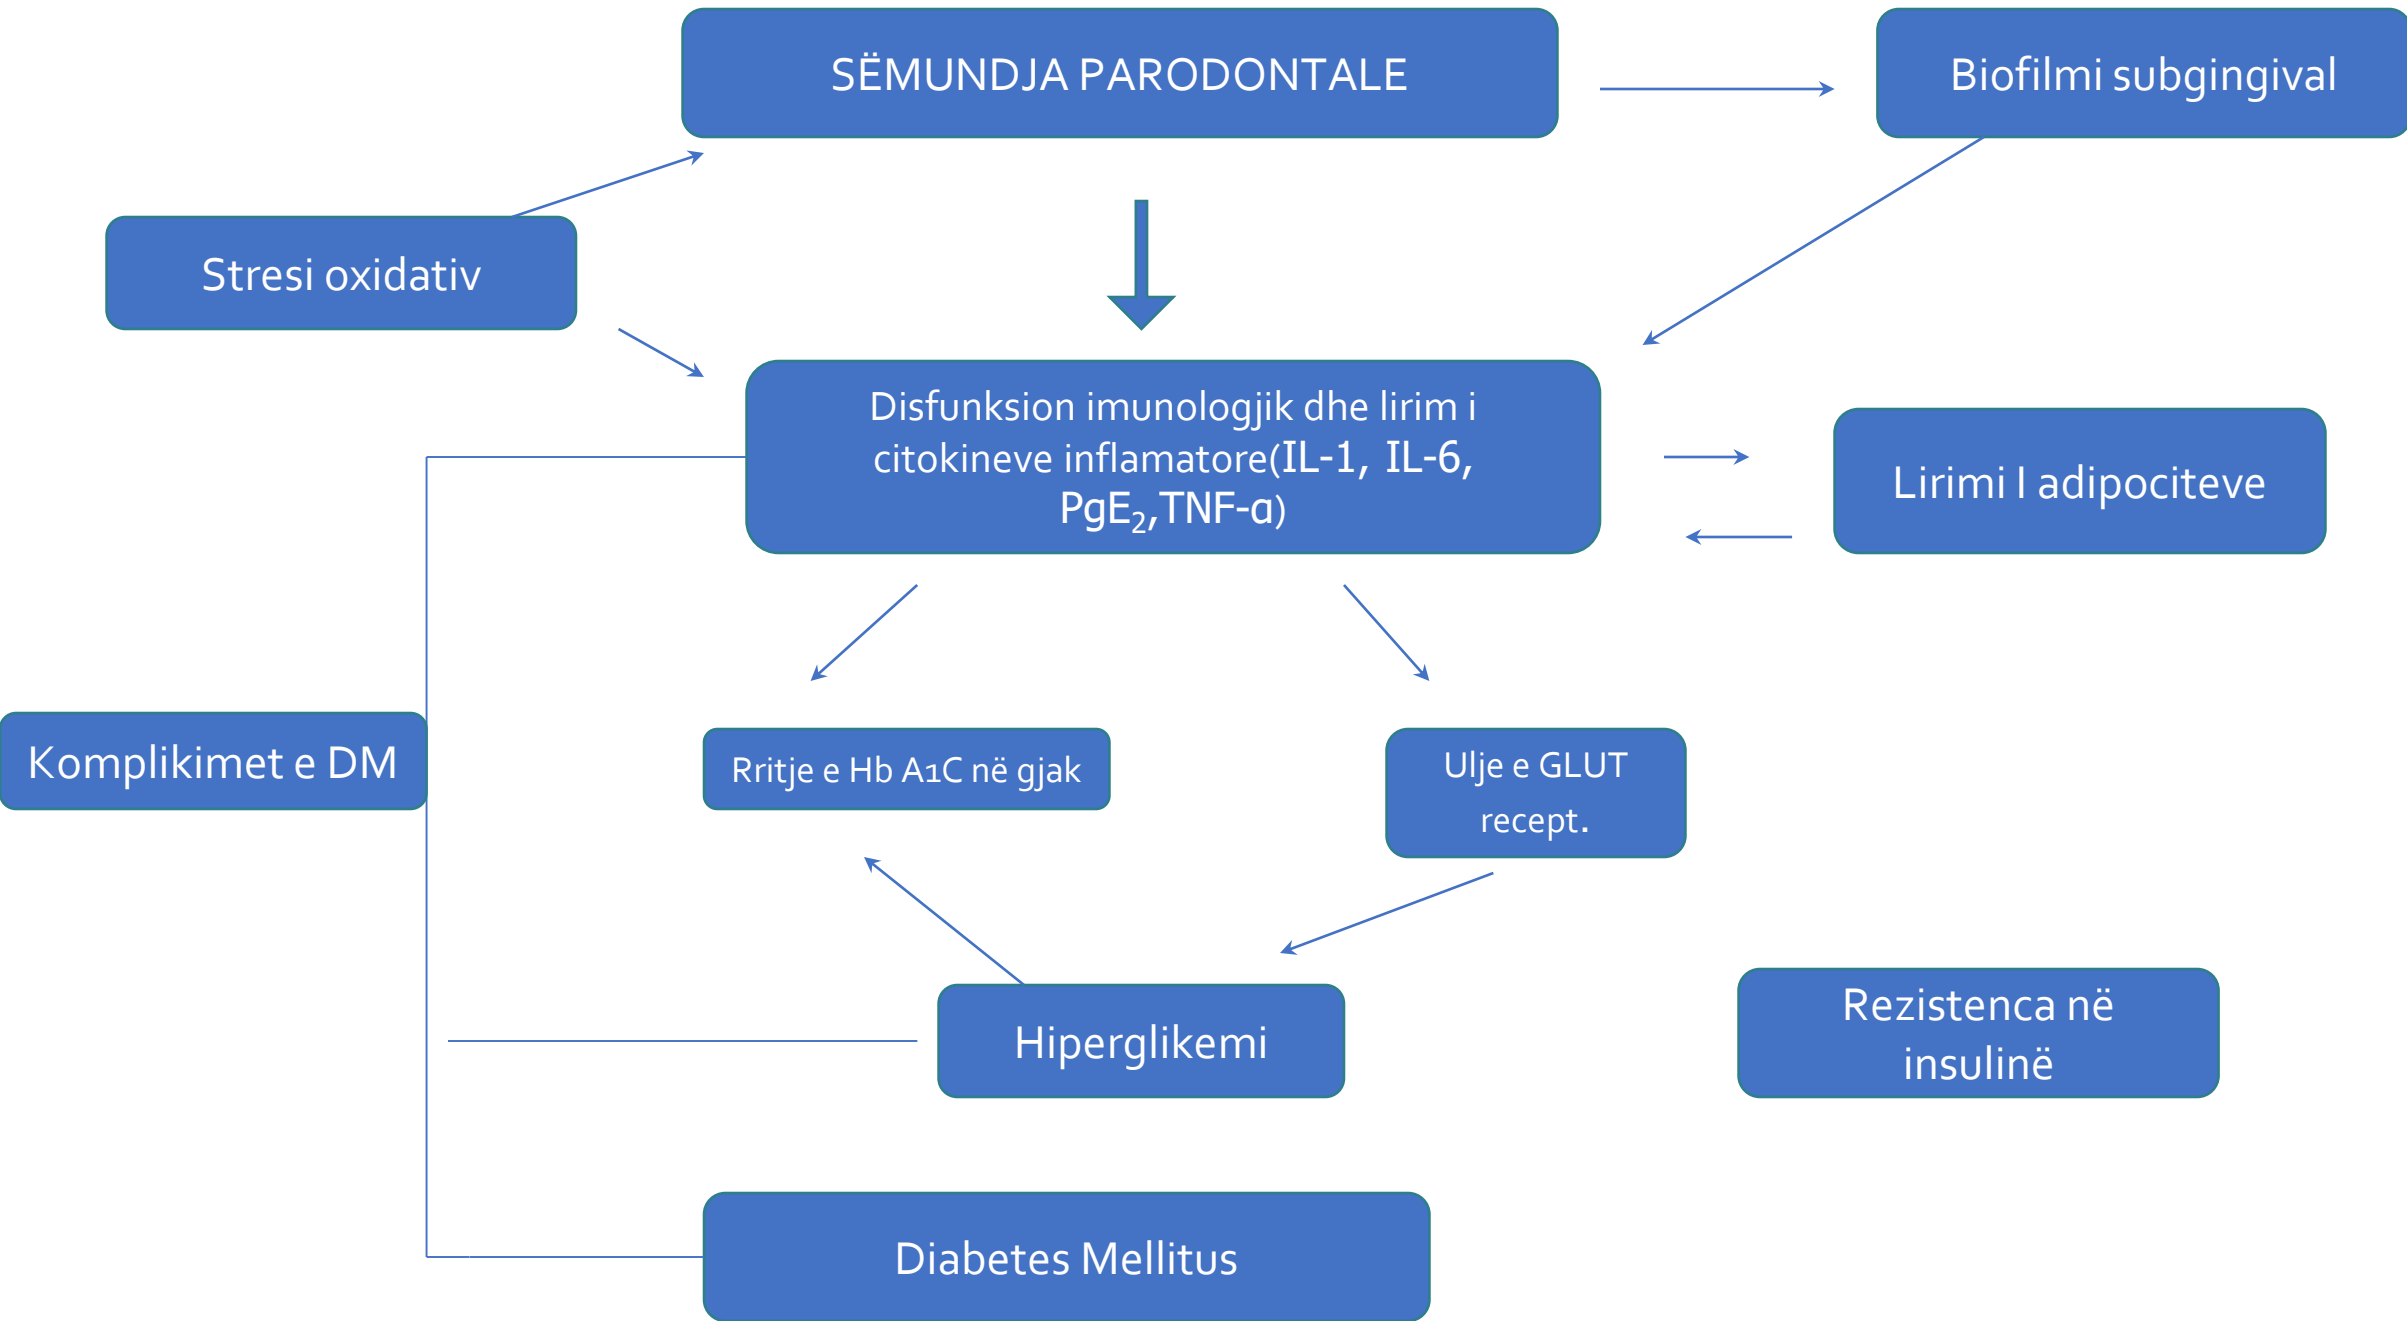 SËMUNDJA PARODONTALE
Biofilmi subgingival
Stresi oxidativ
Disfunksion imunologjik dhe lirim i
citokineve inflamatore(IL-1, IL-6,
PgE₂,TNF-α)
Lirimi I adipociteve
Komplikimet e DM
Rritje e Hb A1C në gjak
Ulje e GLUT
recept.
Hiperglikemi
Rezistenca në
insulinë
Diabetes Mellitus